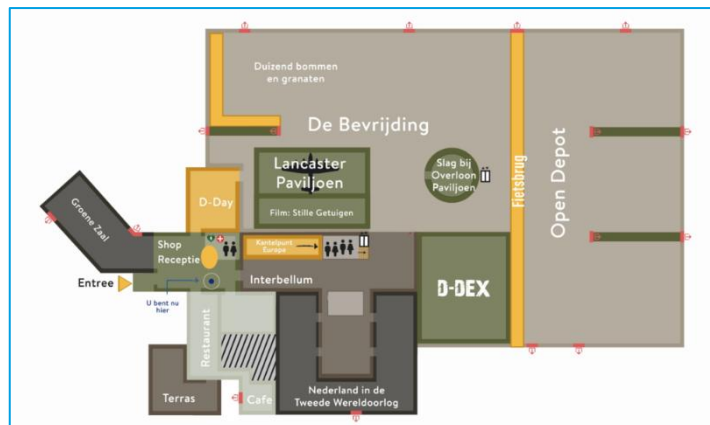 Duizend bommen
en granaten
De Bevrijding
Lancaster
Paviljoen
Film: Stille Getuigen
Slag bij
Overloon
Paviljoen
Fietsbrug
Open Depot
D-Day
Groene Zaal
Shop
Receptie
Kantelpunt
Europa
Entree
Interbellum
D-DEX
U bent nu
hier
Restaurant
Terras
Cafe
Nederland in de
Tweede Wereldoorlog